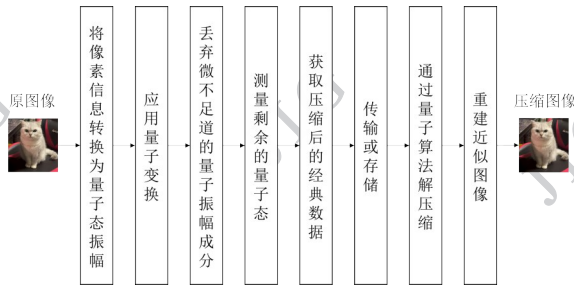 原图像
将像素信息转换为量子态振幅
应用量子变换
丢弃微不足道的量子振幅成分
测量剩余的量子态
获取压缩后的经典数据
传输或存储
通过量子算法解压缩
重建近似图像
压缩图像